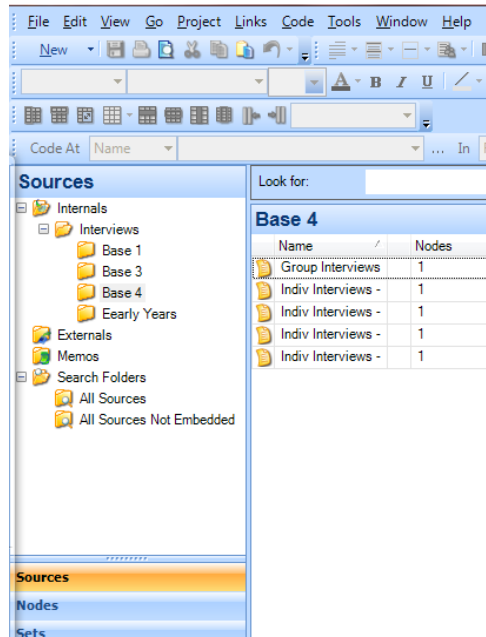 File Edit View Go Project Links Code Tools Window Help
New
A B I U
Code At Name ... In
Sources
Look for:
Internals
Interviews
Base 1
Base 3
Base 4
Eearly Years
Externals
Memos
Search Folders
All Sources
All Sources Not Embedded
Base 4
Name Nodes
Group Interviews 1
Indiv Interviews - 1
Indiv Interviews - 1
Indiv Interviews - 1
Indiv Interviews - 1
Sources
Nodes
Sets